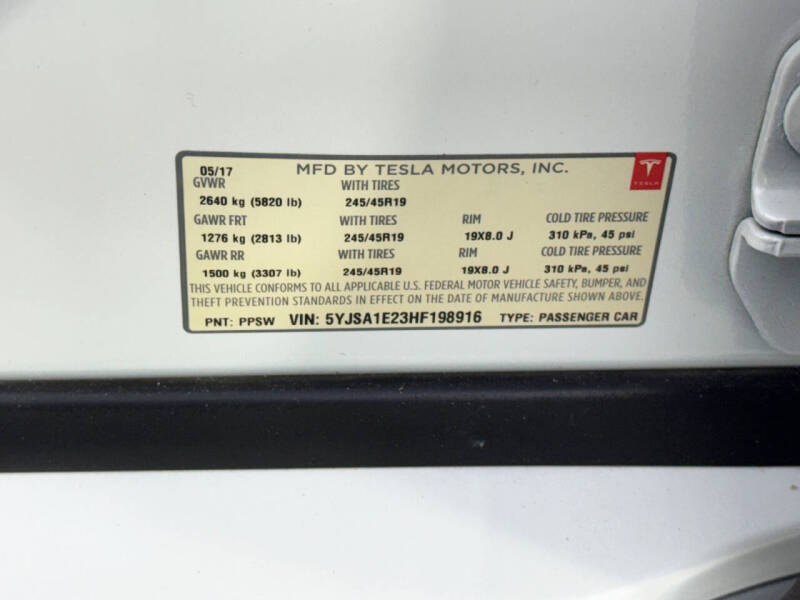 05/17 MFD BY TESLA MOTORS, INC.
TESLA
GVWR WITH TIRES
2640 kg (5820 lb) 245/45R19
GAWR FRT WITH TIRES RIM COLD TIRE PRESSURE
1276 kg (2813 lb) 245/45R19 19X8.0 J 310 kPa, 45 psi
GAWR RR WITH TIRES RIM COLD TIRE PRESSURE
1500 kg (3307 lb) 245/45R19 19X8.0 J 310 kPa, 45 psi
THIS VEHICLE CONFORMS TO ALL APPLICABLE U.S. FEDERAL MOTOR VEHICLE SAFETY, BUMPER, AND
THEFT PREVENTION STANDARDS IN EFFECT ON THE DATE OF MANUFACTURE SHOWN ABOVE.
PNT: PPSW VIN: 5YJSA1E23HF198916 TYPE: PASSENGER CAR